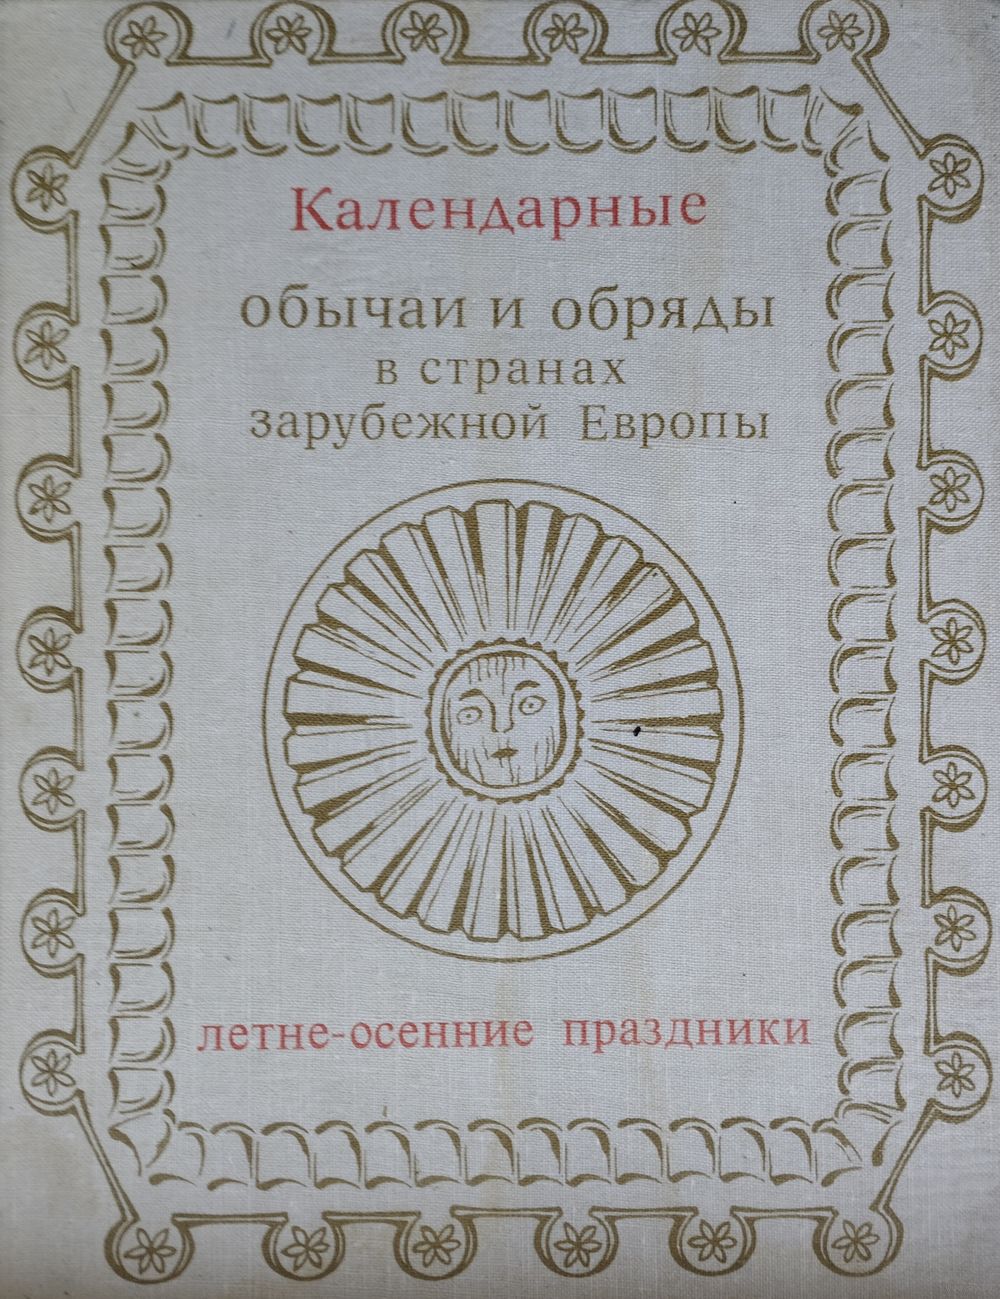 Календарные
обычаи и обряды
в странах
зарубежной Европы
летне-осенние праздники